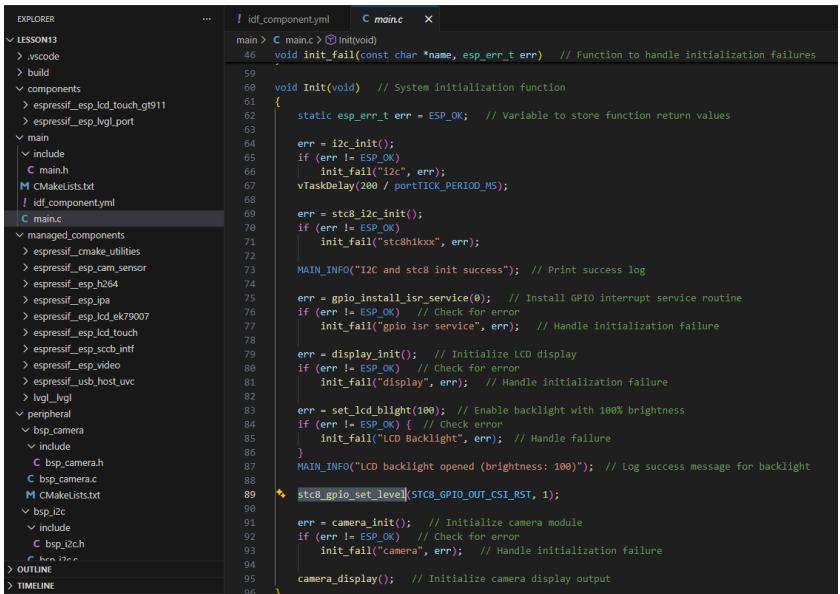 EXPLORER ...
LESSON13
.vscode
build
components
espressif__esp_lcd_touch_gt911
espressif__esp_lvgl_port
main
include
C main.h
M CMakeLists.txt
! idf_component.yml
C main.c
managed_components
espressif__cmake_utilities
espressif__esp_cam_sensor
espressif__esp_h264
espressif__esp_ipa
espressif__esp_lcd_ek79007
espressif__esp_lcd_touch
espressif__esp_sccb_intf
espressif__esp_video
espressif__usb_host_uvc
lvgl__lvgl
peripheral
bsp_camera
include
C bsp_camera.h
C bsp_camera.c
M CMakeLists.txt
bsp_i2c
include
C bsp_i2c.h
C bsp_i2c.c
OUTLINE
TIMELINE
! idf_component.yml C main.c ×
main > C main.c > Init(void)
46 void init_fail(const char *name, esp_err_t err) // Function to handle initialization failures
59
60 void Init(void) // System initialization function
61 {
62 static esp_err_t err = ESP_OK; // Variable to store function return values
63
64 err = i2c_init();
65 if (err != ESP_OK)
66 init_fail("i2c", err);
67 vTaskDelay(200 / portTICK_PERIOD_MS);
68
69 err = stc8_i2c_init();
70 if (err != ESP_OK)
71 init_fail("stc8h1kxx", err);
72
73 MAIN_INFO("I2C and stc8 init success"); // Print success log
74
75 err = gpio_install_isr_service(0); // Install GPIO interrupt service routine
76 if (err != ESP_OK) // Check for error
77 init_fail("gpio isr service", err); // Handle initialization failure
78
79 err = display_init(); // Initialize LCD display
80 if (err != ESP_OK) // Check for error
81 init_fail("display", err); // Handle initialization failure
82
83 err = set_lcd_blight(100); // Enable backlight with 100% brightness
84 if (err != ESP_OK) { // Check error
85 init_fail("LCD Backlight", err); // Handle failure
86 }
87 MAIN_INFO("LCD backlight opened (brightness: 100)"); // Log success message for backlight
88
89 stc8_gpio_set_level(STC8_GPIO_OUT_CSI_RST, 1);
90
91 err = camera_init(); // Initialize camera module
92 if (err != ESP_OK) // Check for error
93 init_fail("camera", err); // Handle initialization failure
94
95 camera_display(); // Initialize camera display output
96 }